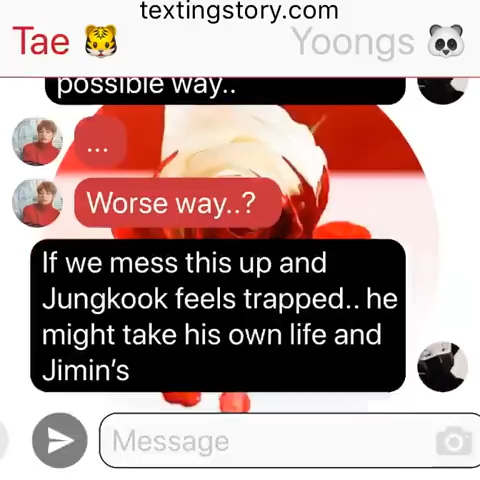 textingstory.com
Tae 🐯 Yoongs 🐼
possible way..
...
Worse way..?
If we mess this up and
Jungkook feels trapped.. he
might take his own life and
Jimin’s
Message